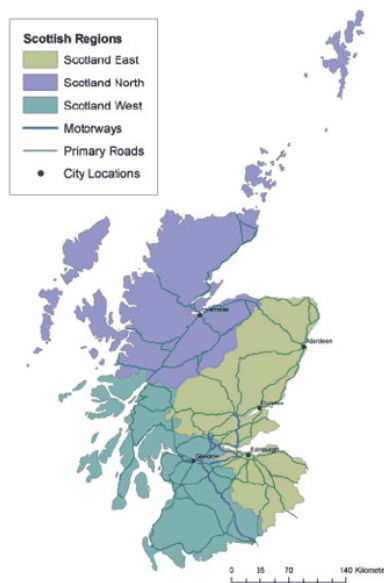 Scottish Regions
Scotland East
Scotland North
Scotland West
Motorways
Primary Roads
City Locations
Inverness
Aberdeen
Dundee
Edinburgh
Glasgow
0 35 70 140 Kilomete